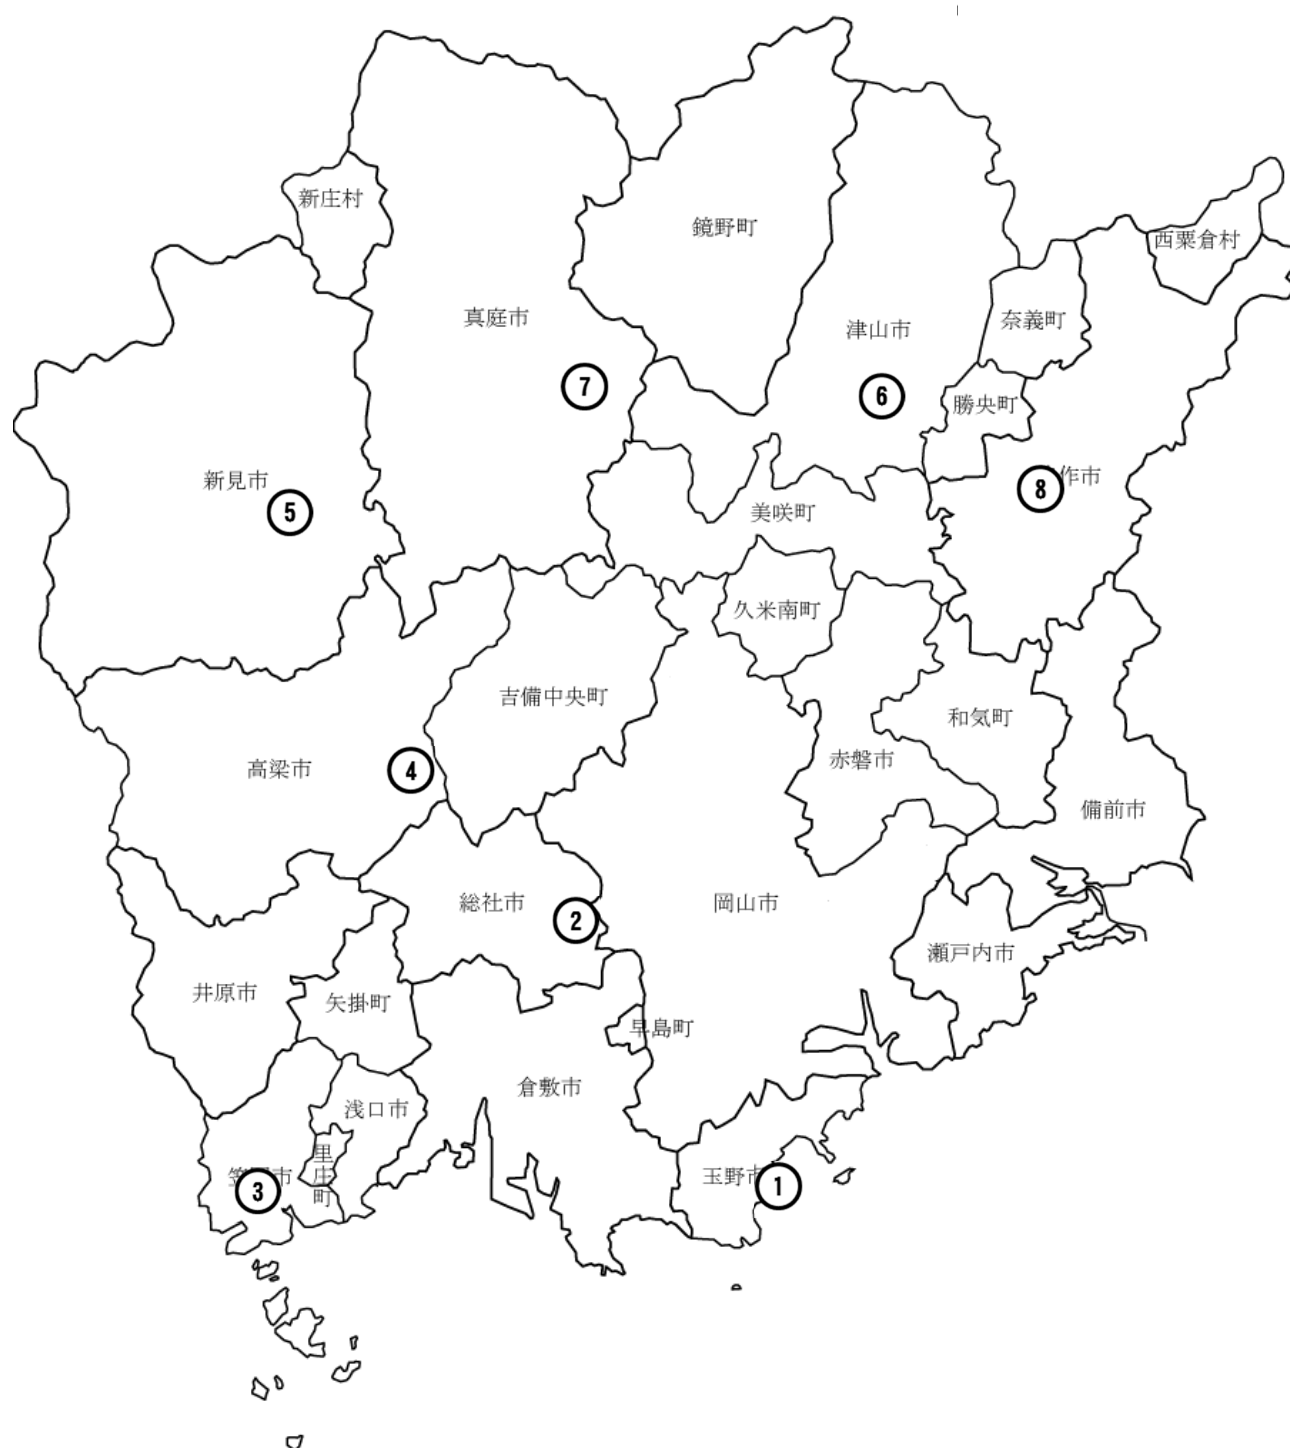 新庄村
鏡野町
西粟倉村
真庭市
津山市
奈義町
⑦
⑥
勝央町
新見市
⑤
⑧
作市
美咲町
久米南町
吉備中央町
和気町
高梁市
④
赤磐市
備前市
総社市
②
岡山市
瀬戸内市
井原市
矢掛町
早島町
倉敷市
浅口市
里庄町
③
市
玉野市
①